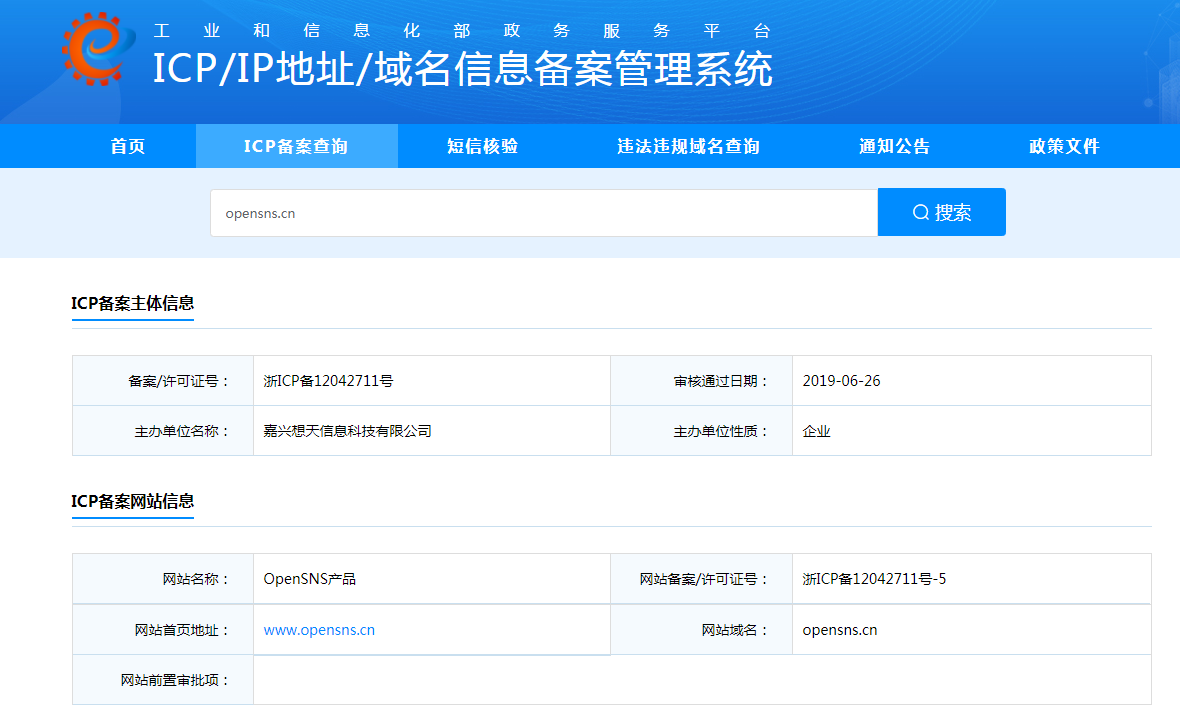 工业和信息化部政务服务平台
ICP/IP地址/域名信息备案管理系统
首页 ICP备案查询 短信核验 违法违规域名查询 通知公告 政策文件
opensns.cn 搜索
ICP备案主体信息
备案/许可证号： 浙ICP备12042711号 审核通过日期： 2019-06-26
主办单位名称： 嘉兴想天信息科技有限公司 主办单位性质： 企业
ICP备案网站信息
网站名称： OpenSNS产品 网站备案/许可证号： 浙ICP备12042711号-5
网站首页地址： www.opensns.cn 网站域名： opensns.cn
网站前置审批项：